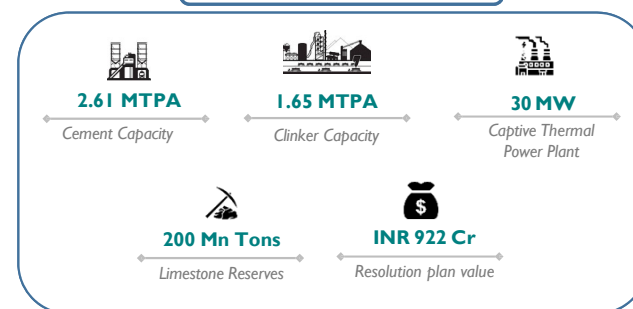 2.61 MTPA
Cement Capacity
1.65 MTPA
Clinker Capacity
30 MW
Captive Thermal
Power Plant
200 Mn Tons
Limestone Reserves
$
INR 922 Cr
Resolution plan value